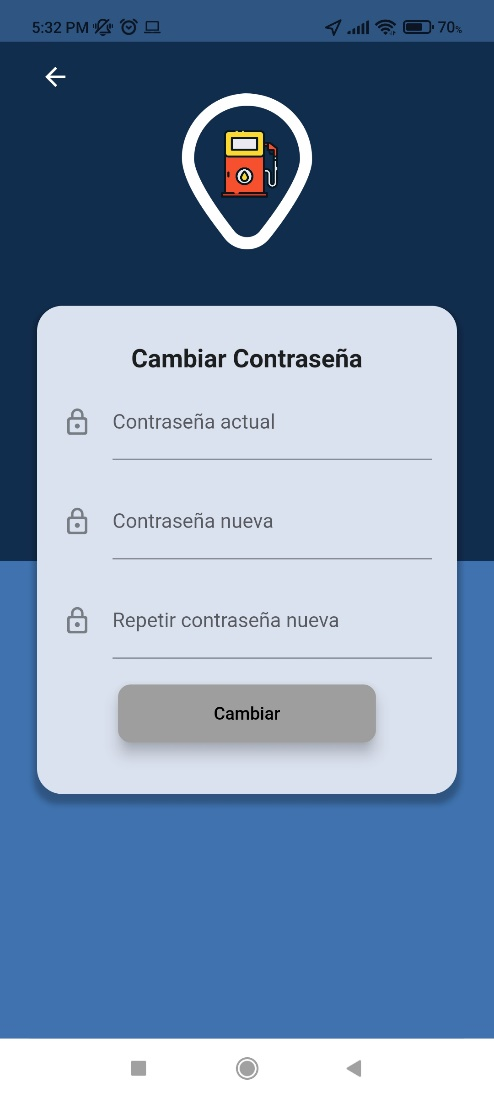 5:32 PM
70%
Cambiar Contraseña
Contraseña actual
Contraseña nueva
Repetir contraseña nueva
Cambiar